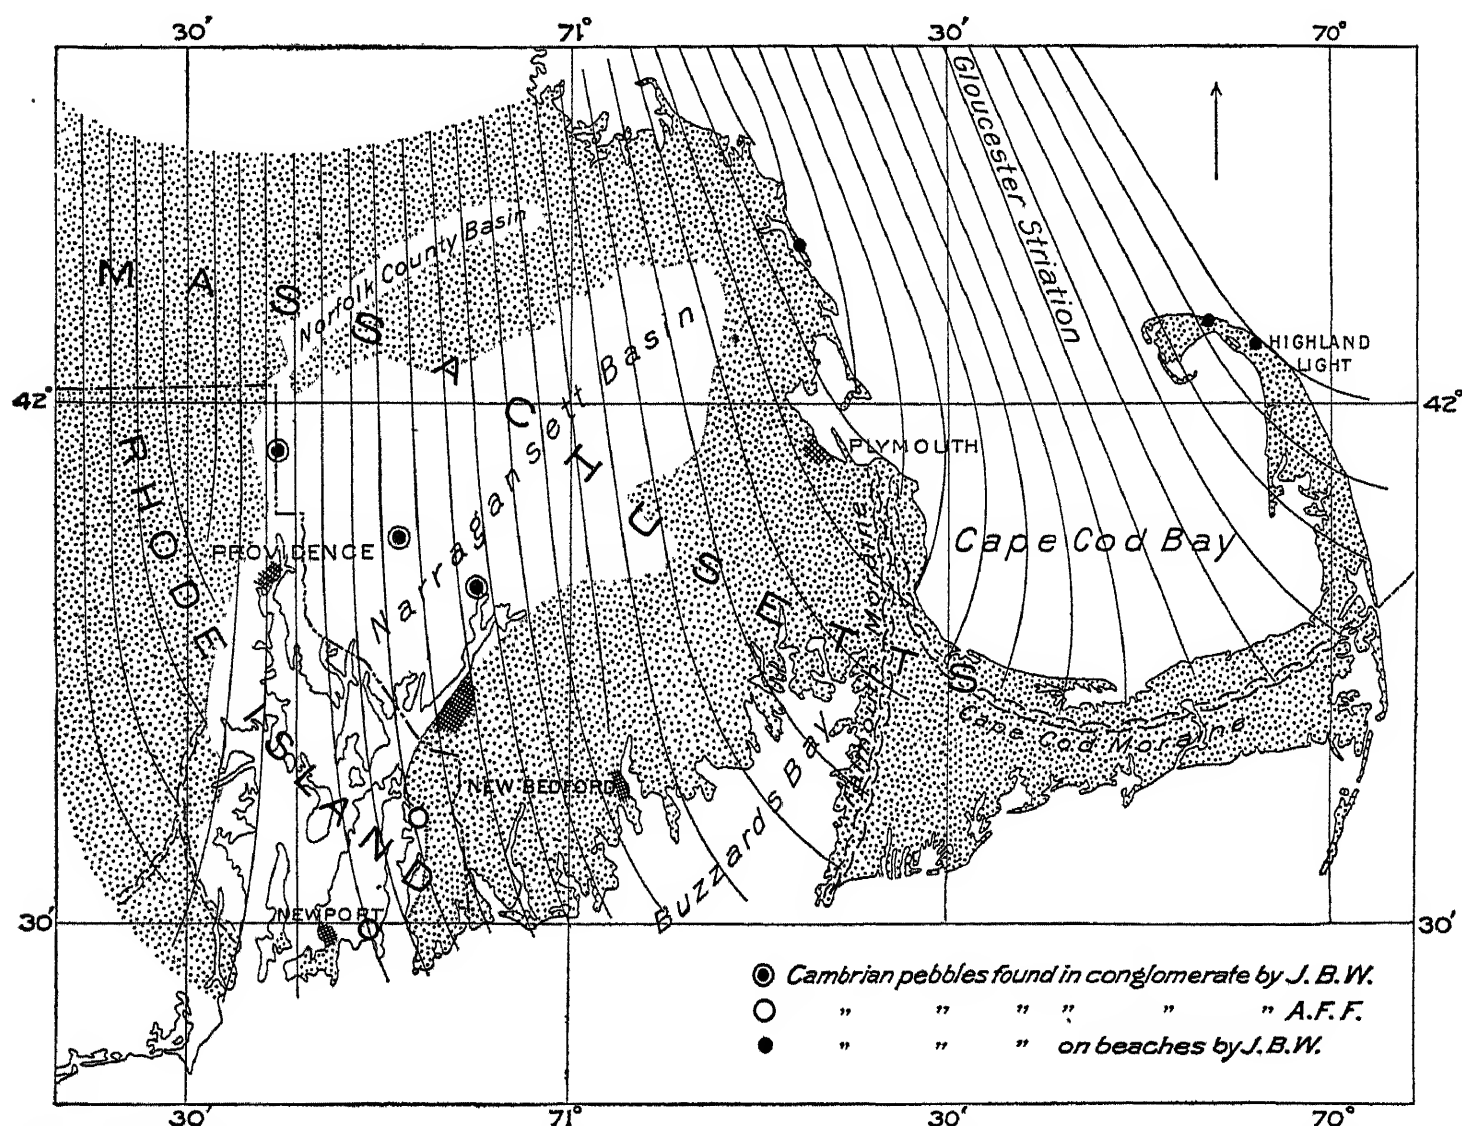 30′ 71° 30′ 70°
Gloucester Striation
Norfolk County Basin
MASSACHUSETTS
HIGHLAND
LIGHT
Narragansett Basin
42° 42°
PLYMOUTH
RHODE ISLAND
Cape Cod Bay
PROVIDENCE
Falmouth Moraine
Cape Cod Moraine
NEW BEDFORD
Buzzards Bay
NEWPORT
30′ 30′
Cambrian pebbles found in conglomerate by J.B.W.
” ” ” ” ” ” A.F.F.
” ” ” on beaches by J.B.W.
30′ 71° 30′ 70°